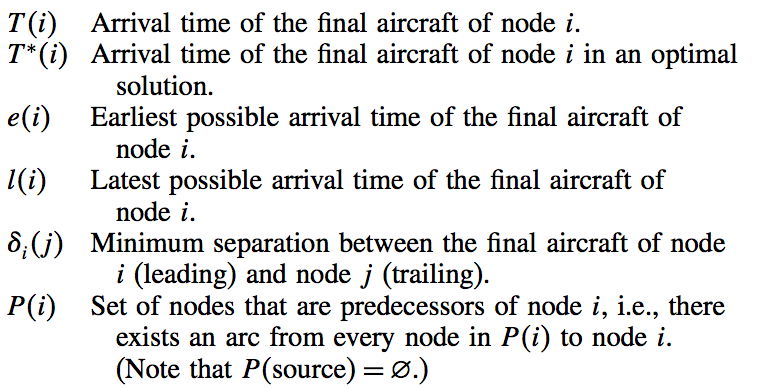 T(i) Arrival time of the final aircraft of node i.
T*(i) Arrival time of the final aircraft of node i in an optimal
solution.
e(i) Earliest possible arrival time of the final aircraft of
node i.
l(i) Latest possible arrival time of the final aircraft of
node i.
δᵢ(j) Minimum separation between the final aircraft of node
i (leading) and node j (trailing).
P(i) Set of nodes that are predecessors of node i, i.e., there
exists an arc from every node in P(i) to node i.
(Note that P(source) = ∅.)